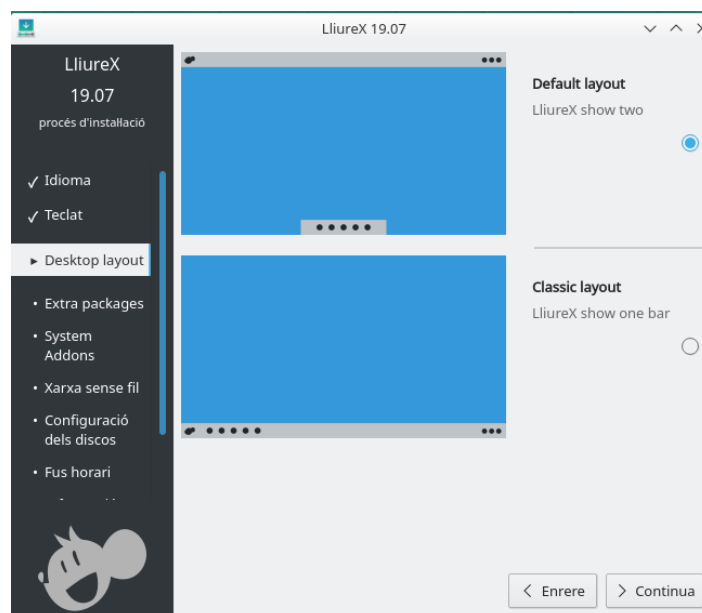 LliureX 19.07
LliureX
19.07
procés d'instal·lació
Idioma
Teclat
Desktop layout
Extra packages
System
Addons
Xarxa sense fil
Configuració
dels discos
Fus horari
Default layout
LliureX show two
Classic layout
LliureX show one bar
Enrere
Continua